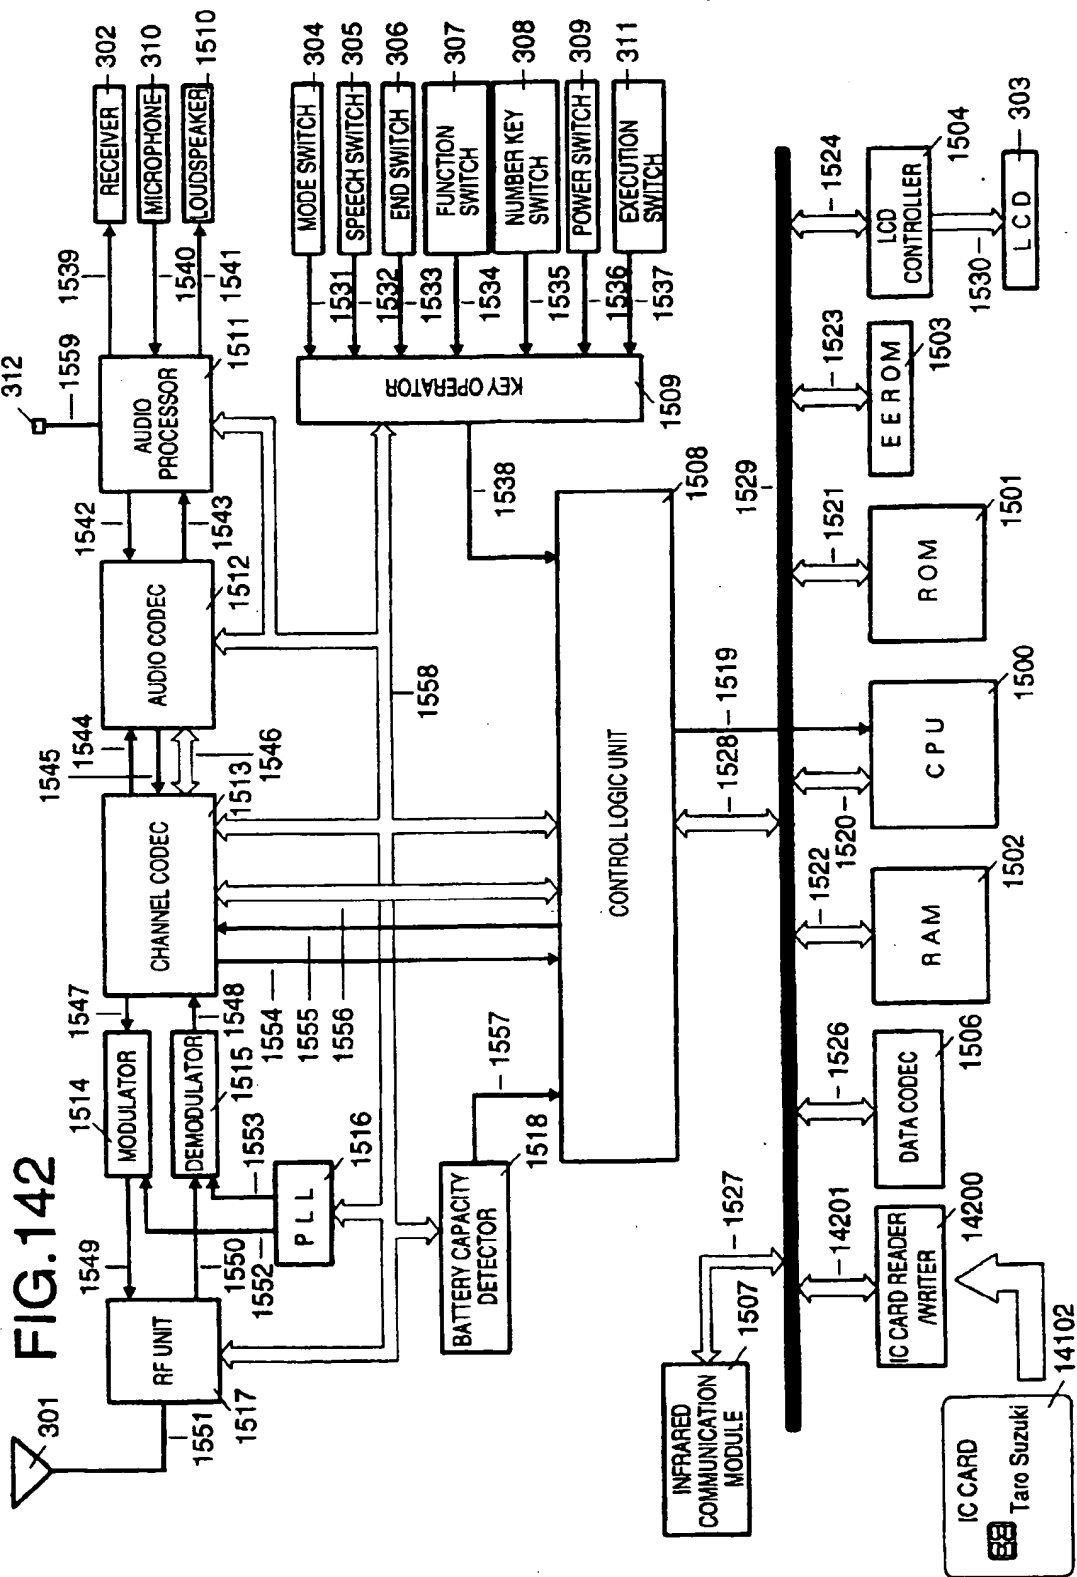 FIG.142
301
1551
RF UNIT
1517
1549
1550
1552
1514
MODULATOR
DEMODULATOR
1515
1553
P L L
1516
1547
1548
1554
1555
1556
CHANNEL CODEC
1513
1545
1544
1546
AUDIO CODEC
1512
1542
1543
312
1559
AUDIO
PROCESSOR
1511
1539
1540
1541
RECEIVER
302
MICROPHONE
310
LOUDSPEAKER
1510
MODE SWITCH
304
SPEECH SWITCH
305
END SWITCH
306
FUNCTION
SWITCH
307
NUMBER KEY
SWITCH
308
POWER SWITCH
309
EXECUTION
SWITCH
311
1531
1532
1533
1534
1535
1536
1537
KEY OPERATOR
1509
1538
1558
BATTERY CAPACITY
DETECTOR
1518
1557
CONTROL LOGIC UNIT
1508
1528
1519
1529
INFRARED
COMMUNICATION
MODULE
1507
1527
14201
IC CARD READER
/WRITER
14200
IC CARD
Taro Suzuki
14102
1526
DATA CODEC
1506
1522
RAM
1502
1520
CPU
1500
1521
ROM
1501
1523
EEROM
1503
1524
LCD
CONTROLLER
1504
1530
LCD
303